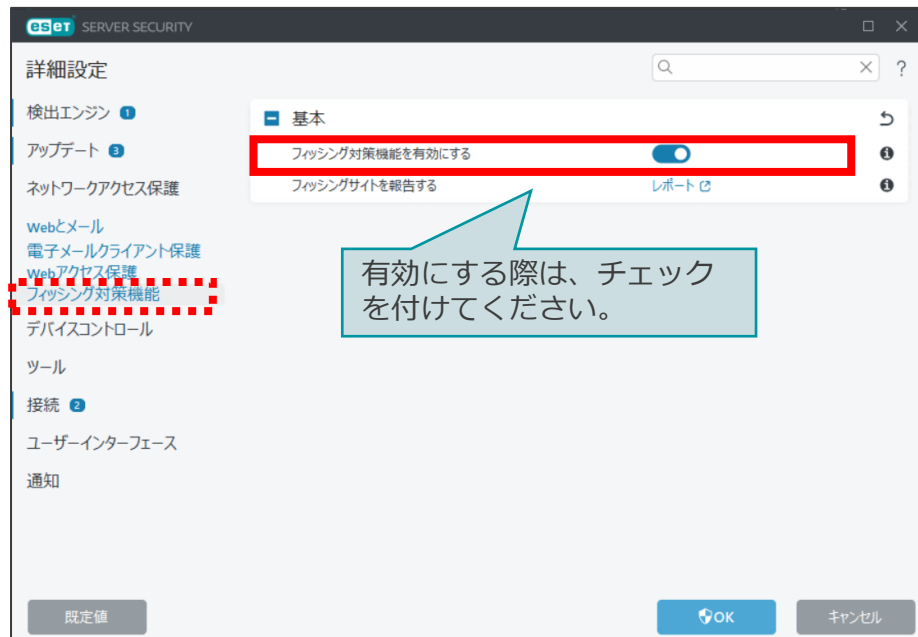 eset SERVER SECURITY
詳細設定
?
検出エンジン 1
アップデート 3
ネットワークアクセス保護
Webとメール
電子メールクライアント保護
Webアクセス保護
フィッシング対策機能
デバイスコントロール
ツール
接続 2
ユーザーインターフェース
通知
基本
フィッシング対策機能を有効にする
フィッシングサイトを報告する
レポート
有効にする際は、チェック
を付けてください。
既定値
OK
キャンセル